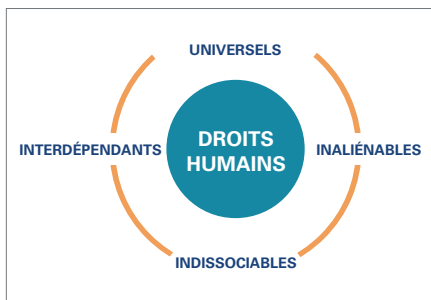 UNIVERSELS
DROITS
HUMAINS
INTERDÉPENDANTS
INALIÉNABLES
INDISSOCIABLES